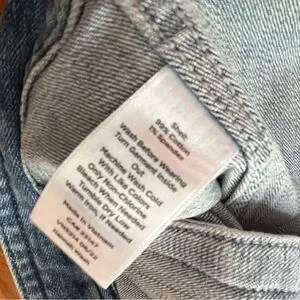 Shell:
99% Cotton
1% Spandex
Wash Before Wearing
Turn Garment Inside
Out
Machine Wash Cold
With Like Colors
Only Non-Chlorine
Bleach When Needed
Tumble Dry Low
Warm Iron, If Needed
Made In Vietnam